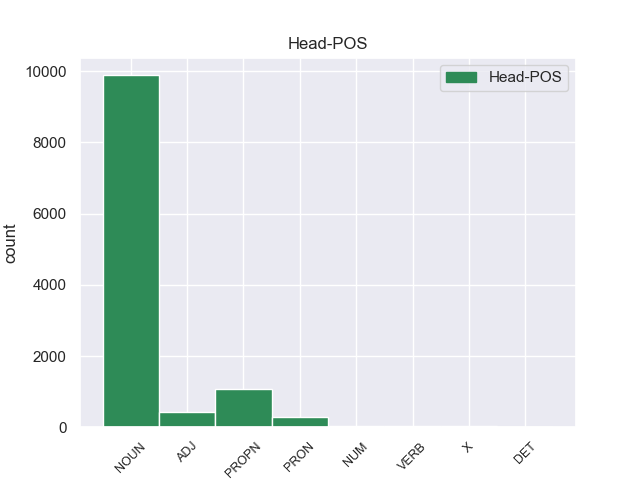 Head-POS
Head-POS
10000
8000
6000
4000
2000
0
count
NOUN
ADJ
PROPN
PRON
NUM
VERB
X
DET